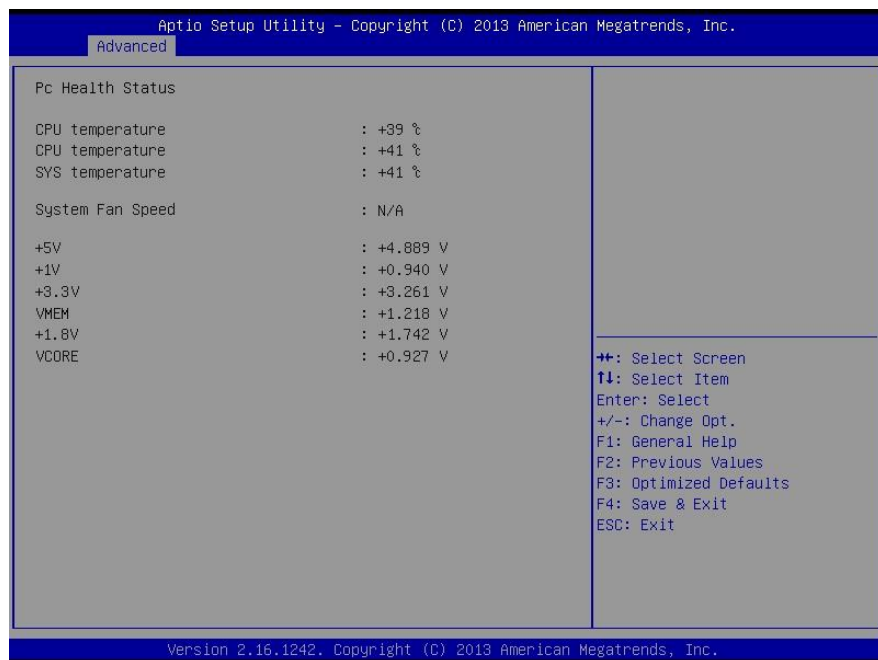 Aptio Setup Utility – Copyright (C) 2013 American Megatrends, Inc.
Advanced
Pc Health Status
CPU temperature : +39 ℃
CPU temperature : +41 ℃
SYS temperature : +41 ℃
System Fan Speed : N/A
+5V : +4.889 V
+1V : +0.940 V
+3.3V : +3.261 V
VMEM : +1.218 V
+1.8V : +1.742 V
VCORE : +0.927 V
→←: Select Screen
↑↓: Select Item
Enter: Select
+/-: Change Opt.
F1: General Help
F2: Previous Values
F3: Optimized Defaults
F4: Save & Exit
ESC: Exit
Version 2.16.1242. Copyright (C) 2013 American Megatrends, Inc.